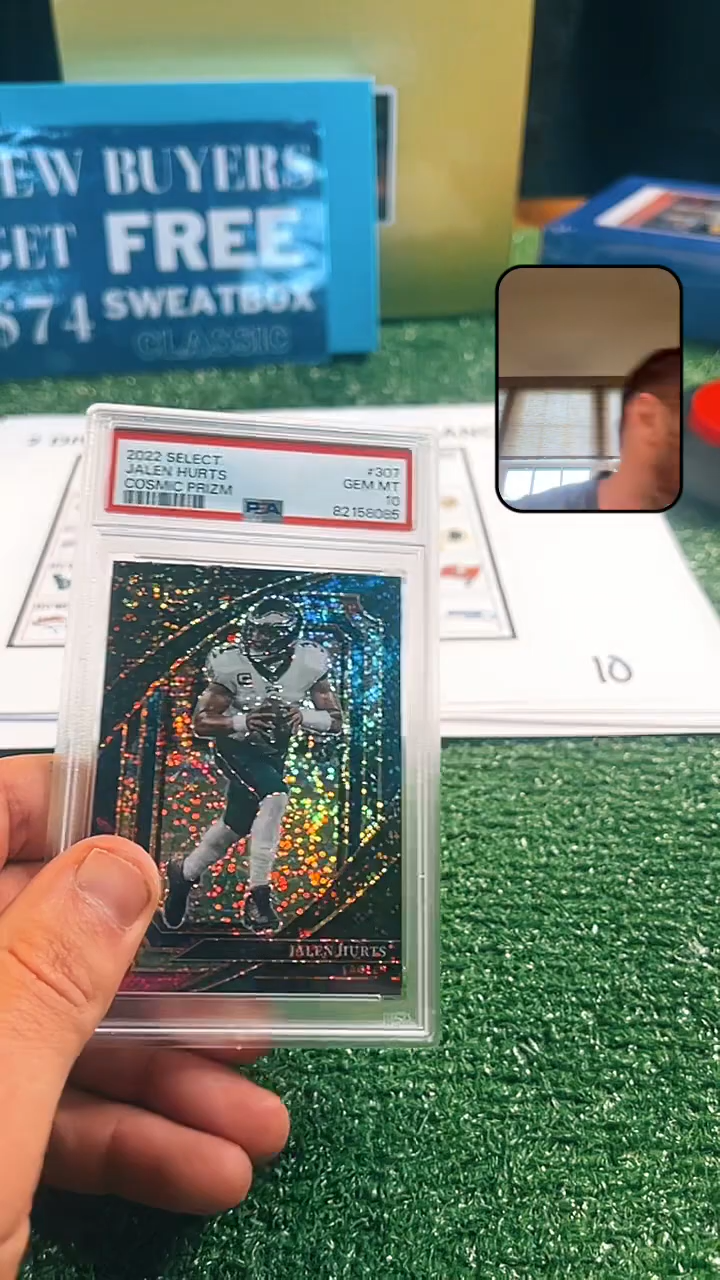 EW BUYERS
GET FREE
$74 SWEATBOX
CLASSIC
2022 SELECT #307
JALEN HURTS GEM MT
COSMIC PRIZM 10
PSA 82158085
10
JALEN HURTS
EAGLES